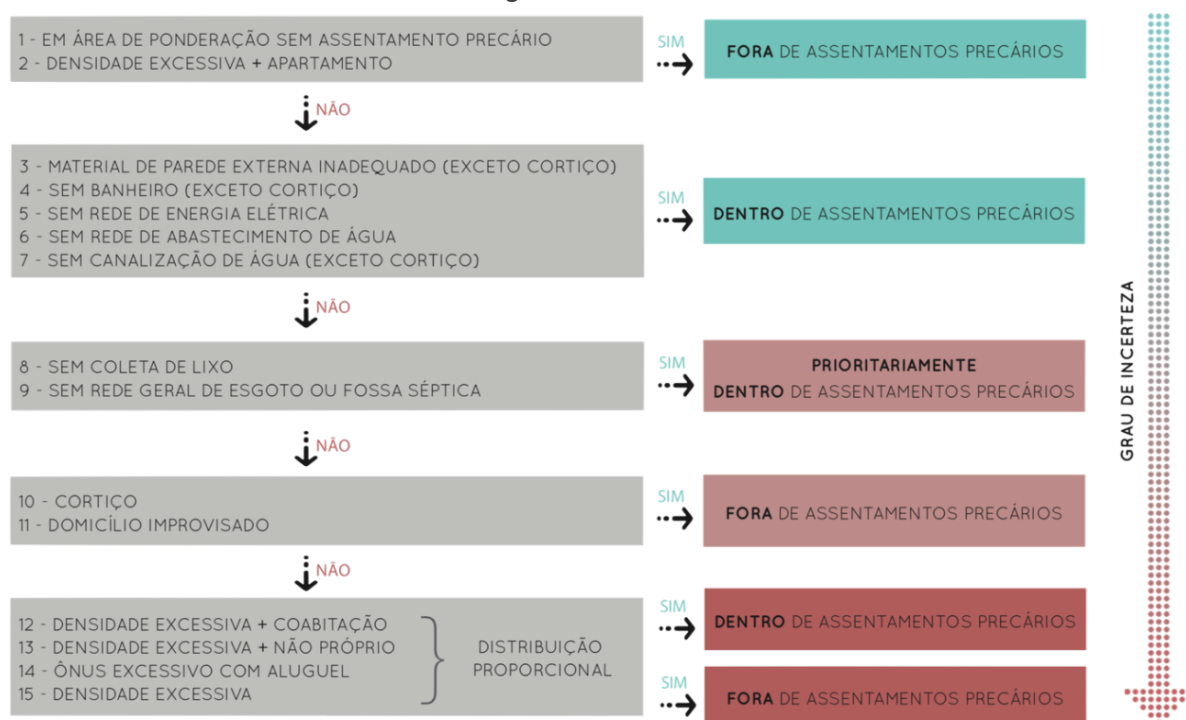 1 - EM ÁREA DE PONDERAÇÃO SEM ASSENTAMENTO PRECÁRIO
2 - DENSIDADE EXCESSIVA + APARTAMENTO
SIM
FORA DE ASSENTAMENTOS PRECÁRIOS
NÃO
3 - MATERIAL DE PAREDE EXTERNA INADEQUADO (EXCETO CORTIÇO)
4 - SEM BANHEIRO (EXCETO CORTIÇO)
5 - SEM REDE DE ENERGIA ELÉTRICA
6 - SEM REDE DE ABASTECIMENTO DE ÁGUA
7 - SEM CANALIZAÇÃO DE ÁGUA (EXCETO CORTIÇO)
SIM
DENTRO DE ASSENTAMENTOS PRECÁRIOS
NÃO
8 - SEM COLETA DE LIXO
9 - SEM REDE GERAL DE ESGOTO OU FOSSA SÉPTICA
SIM
PRIORITARIAMENTE
DENTRO DE ASSENTAMENTOS PRECÁRIOS
NÃO
10 - CORTIÇO
11 - DOMICÍLIO IMPROVISADO
SIM
FORA DE ASSENTAMENTOS PRECÁRIOS
NÃO
12 - DENSIDADE EXCESSIVA + COABITAÇÃO
13 - DENSIDADE EXCESSIVA + NÃO PRÓPRIO
14 - ÔNUS EXCESSIVO COM ALUGUEL
15 - DENSIDADE EXCESSIVA
DISTRIBUIÇÃO
PROPORCIONAL
SIM
DENTRO DE ASSENTAMENTOS PRECÁRIOS
SIM
FORA DE ASSENTAMENTOS PRECÁRIOS
GRAU DE INCERTEZA